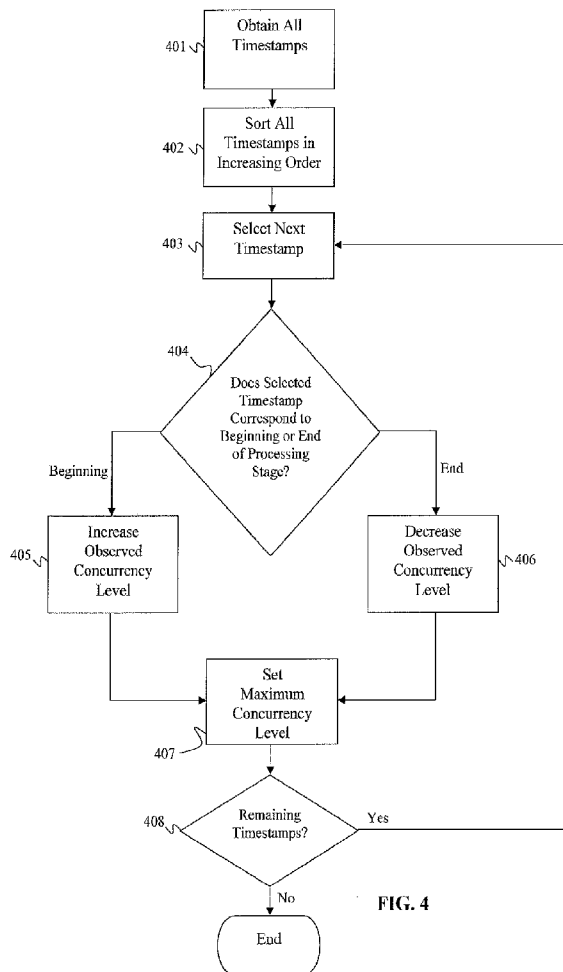 Obtain All
Timestamps
401
Sort All
Timestamps in
Increasing Order
402
Select Next
Timestamp
403
404
Does Selected
Timestamp
Correspond to
Beginning or End
of Processing
Stage?
Beginning
End
Increase
Observed
Concurrency
Level
405
Decrease
Observed
Concurrency
Level
406
Set
Maximum
Concurrency
Level
407
Remaining
Timestamps?
408
Yes
No
FIG. 4
End